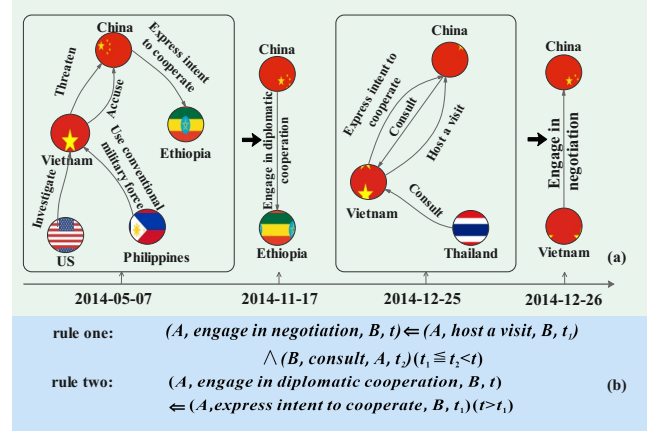 China
Express intent
to cooperate
Threaten
Accuse
Ethiopia
Vietnam
Use conventional
military force
Investigate
US
Philippines
China
Engage in diplomatic
cooperation
Ethiopia
China
Express intent to
cooperate
Consult
Host a visit
Vietnam
Consult
Thailand
China
Engage in
negotiation
Vietnam
(a)
2014-05-07
2014-11-17
2014-12-25
2014-12-26
rule one: (A, engage in negotiation, B, t)⇐(A, host a visit, B, t₁)
∧(B, consult, A, t₂)(t₁≦t₂<t)
rule two: (A, engage in diplomatic cooperation, B, t)
⇐(A,express intent to cooperate, B, t₁)(t>t₁)
(b)